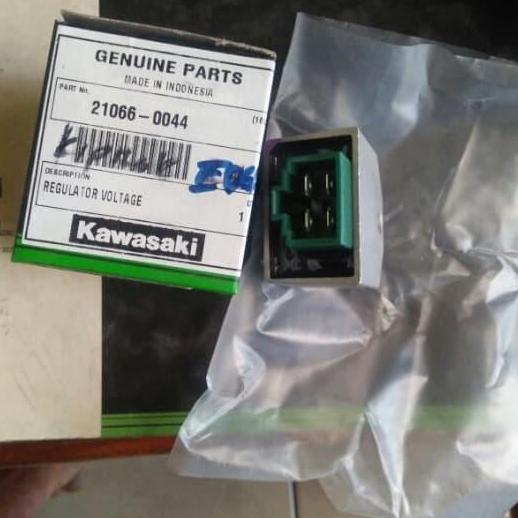 GENUINE PARTS
MADE IN INDONESIA
PART No.
21066-0044
DESCRIPTION
REGULATOR VOLTAGE
1
Kawasaki